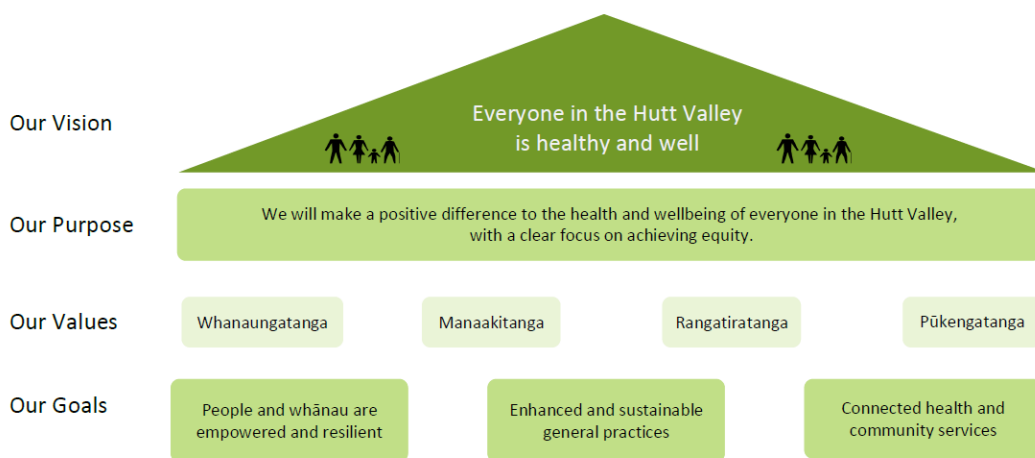 Our Vision
Everyone in the Hutt Valley
is healthy and well
Our Purpose
We will make a positive difference to the health and wellbeing of everyone in the Hutt Valley,
with a clear focus on achieving equity.
Our Values
Whanaungatanga
Manaakitanga
Rangatiratanga
Pūkengatanga
Our Goals
People and whānau are
empowered and resilient
Enhanced and sustainable
general practices
Connected health and
community services